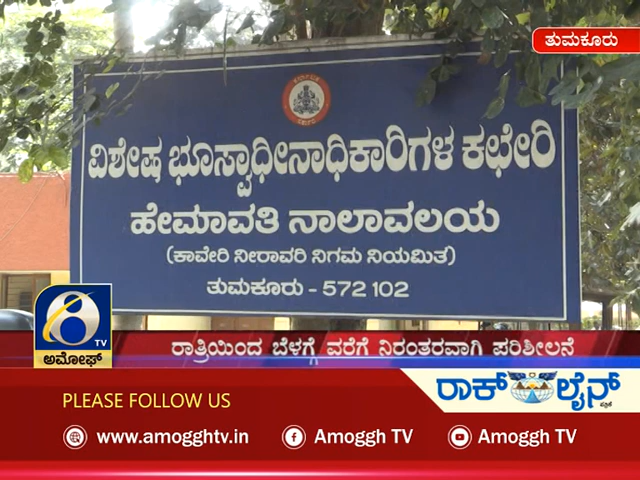 ತುಮಕೂರು
ವಿಶೇಷ ಭೂಸ್ವಾಧೀನಾಧಿಕಾರಿಗಳ ಕಛೇರಿ
ಹೇಮಾವತಿ ನಾಲಾವಲಯ
(ಕಾವೇರಿ ನೀರಾವರಿ ನಿಗಮ ನಿಯಮಿತ)
ತುಮಕೂರು - 572 102
TV
ಅಮೋಘ್
ರಾತ್ರಿಯಿಂದ ಬೆಳಗ್ಗೆ ವರೆಗೆ ನಿರಂತರವಾಗಿ ಪರಿಶೀಲನೆ
PLEASE FOLLOW US
ರಾಕ್ ಲೈನ್
www.amogghtv.in Amoggh TV Amoggh TV